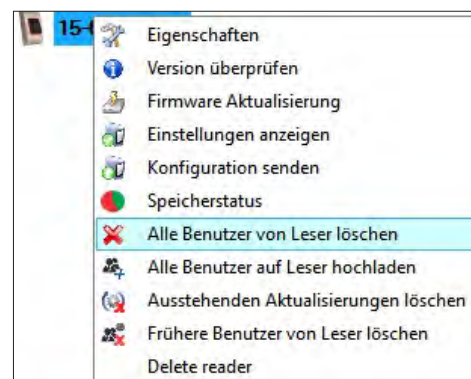 15-
Eigenschaften
Version überprüfen
Firmware Aktualisierung
Einstellungen anzeigen
Konfiguration senden
Speicherstatus
Alle Benutzer von Leser löschen
Alle Benutzer auf Leser hochladen
Ausstehenden Aktualisierungen löschen
Frühere Benutzer von Leser löschen
Delete reader